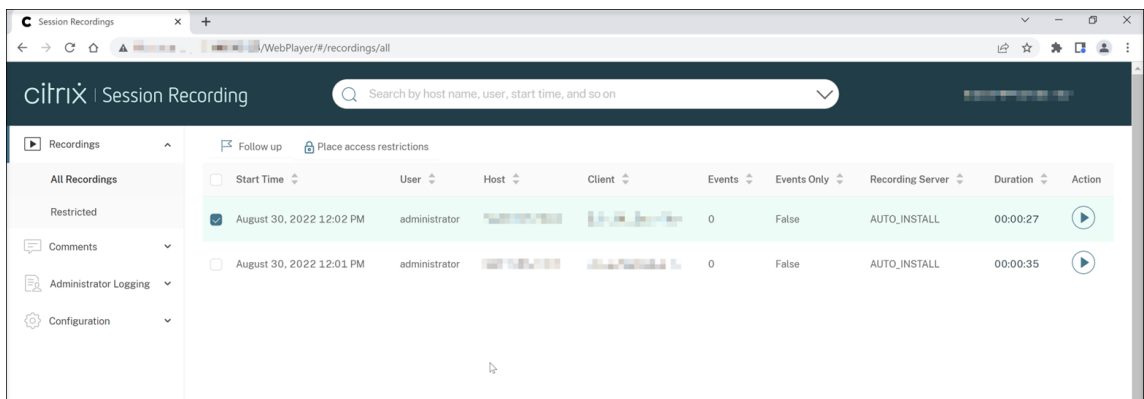 Session Recordings
/WebPlayer/#/recordings/all
citrix | Session Recording
Search by host name, user, start time, and so on
Recordings
All Recordings
Restricted
Comments
Administrator Logging
Configuration
Follow up Place access restrictions
Start Time User Host Client Events Events Only Recording Server Duration Action
August 30, 2022 12:02 PM administrator 0 False AUTO_INSTALL 00:00:27
August 30, 2022 12:01 PM administrator 0 False AUTO_INSTALL 00:00:35